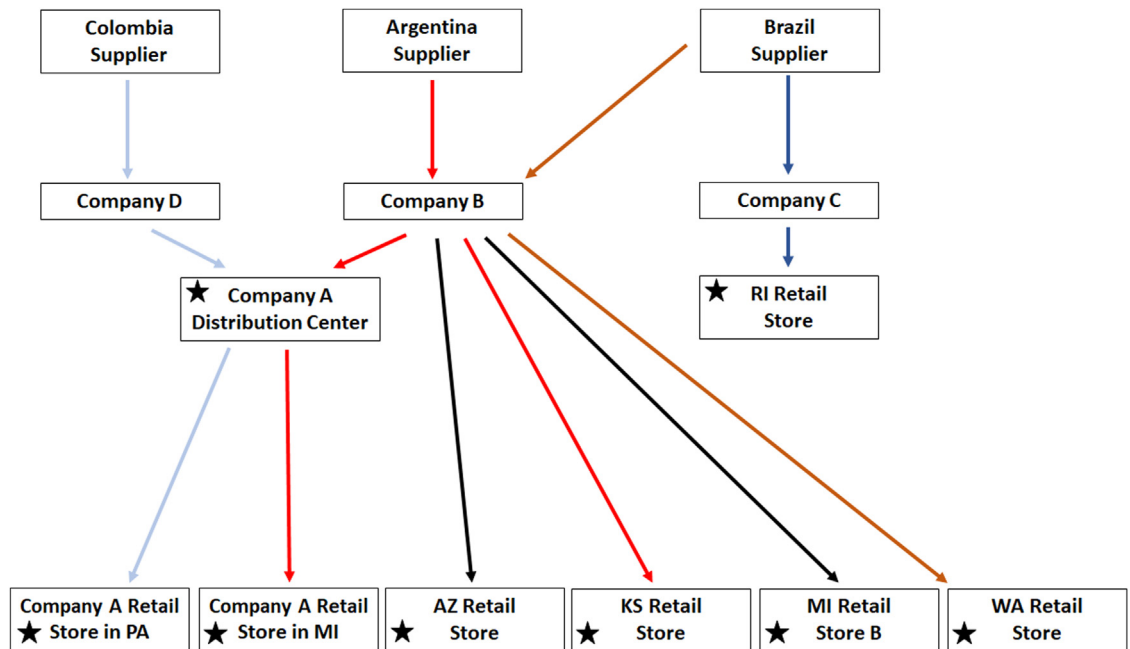 Colombia
Supplier
Argentina
Supplier
Brazil
Supplier
Company D
Company B
Company C
Company A
Distribution Center
RI Retail
Store
Company A Retail
Store in PA
Company A Retail
Store in MI
AZ Retail
Store
KS Retail
Store
MI Retail
Store B
WA Retail
Store